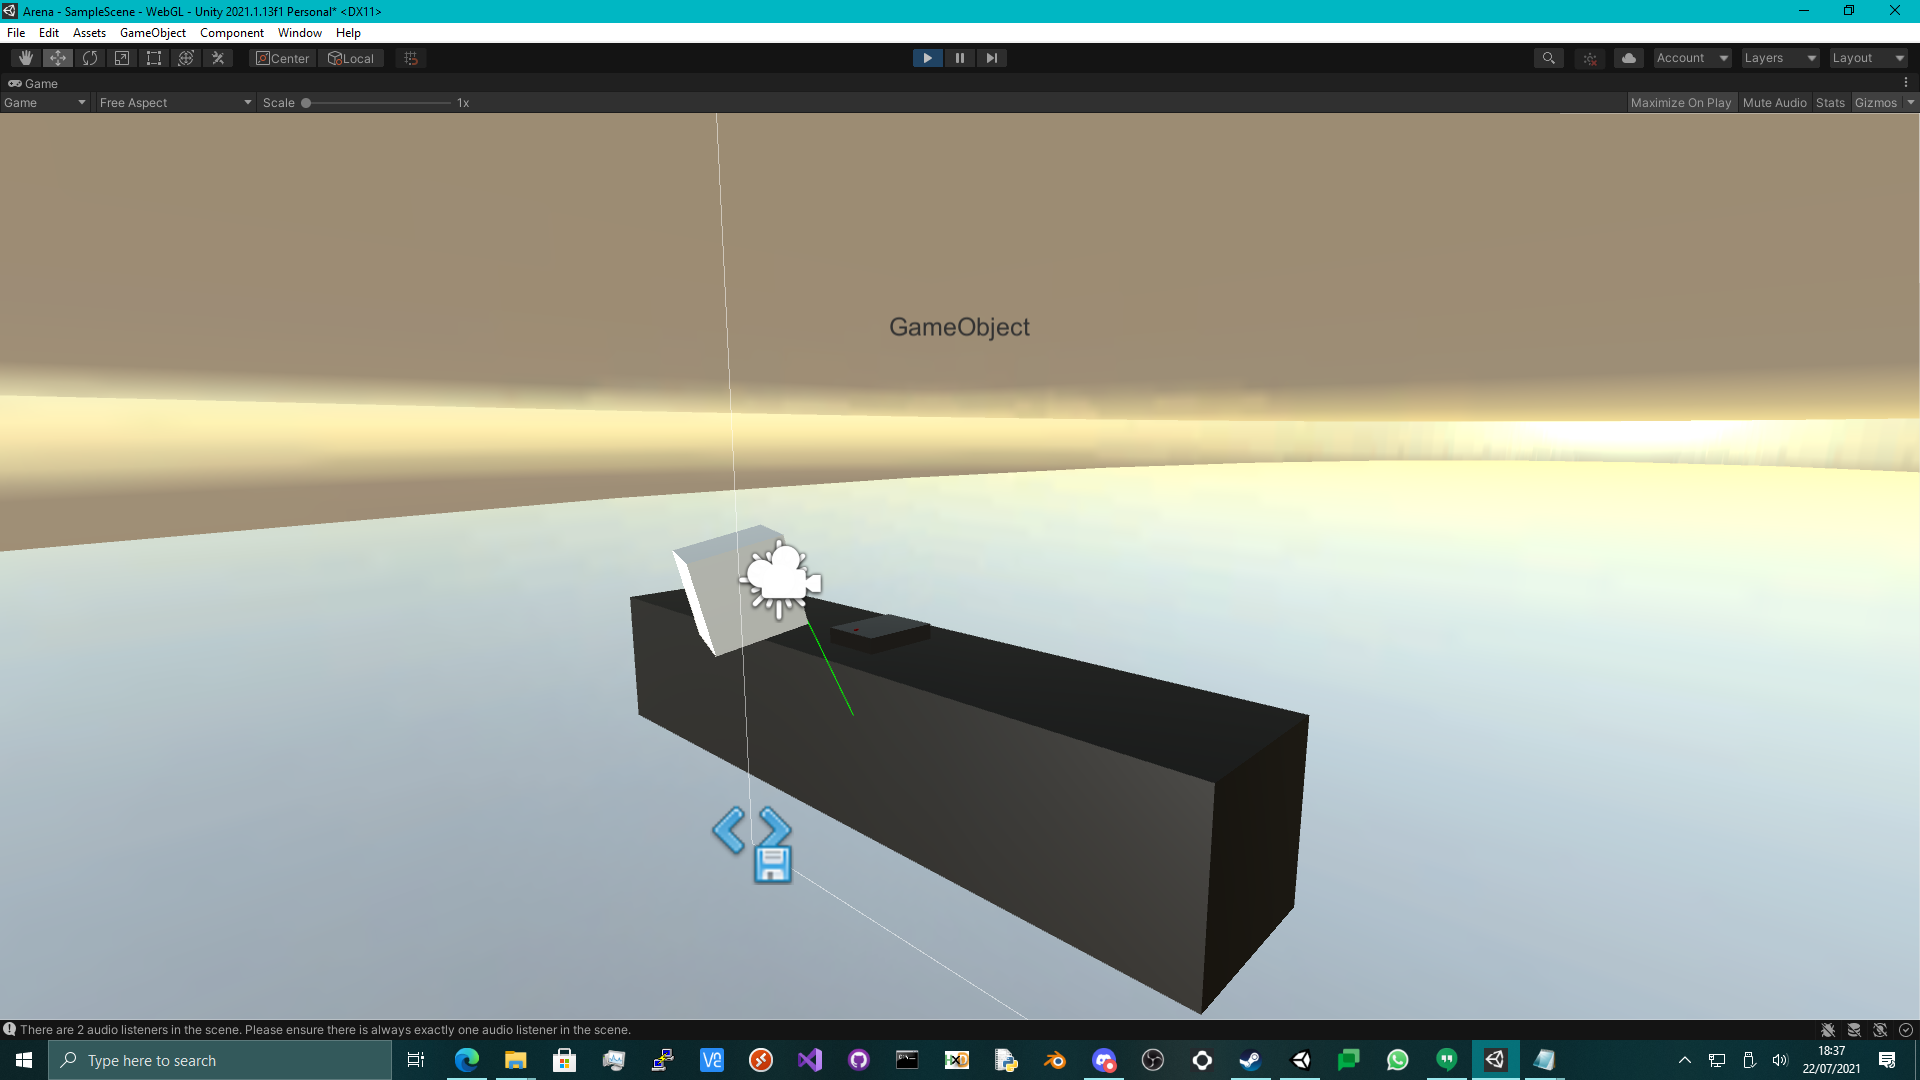 Arena - SampleScene - WebGL - Unity 2021.1.13f1 Personal* <DX11>
File Edit Assets GameObject Component Window Help
Center Local Account Layers Layout
Game
Game Free Aspect Scale 1x Maximize On Play Mute Audio Stats Gizmos
GameObject
There are 2 audio listeners in the scene. Please ensure there is always exactly one audio listener in the scene.
Type here to search
18:37
22/07/2021